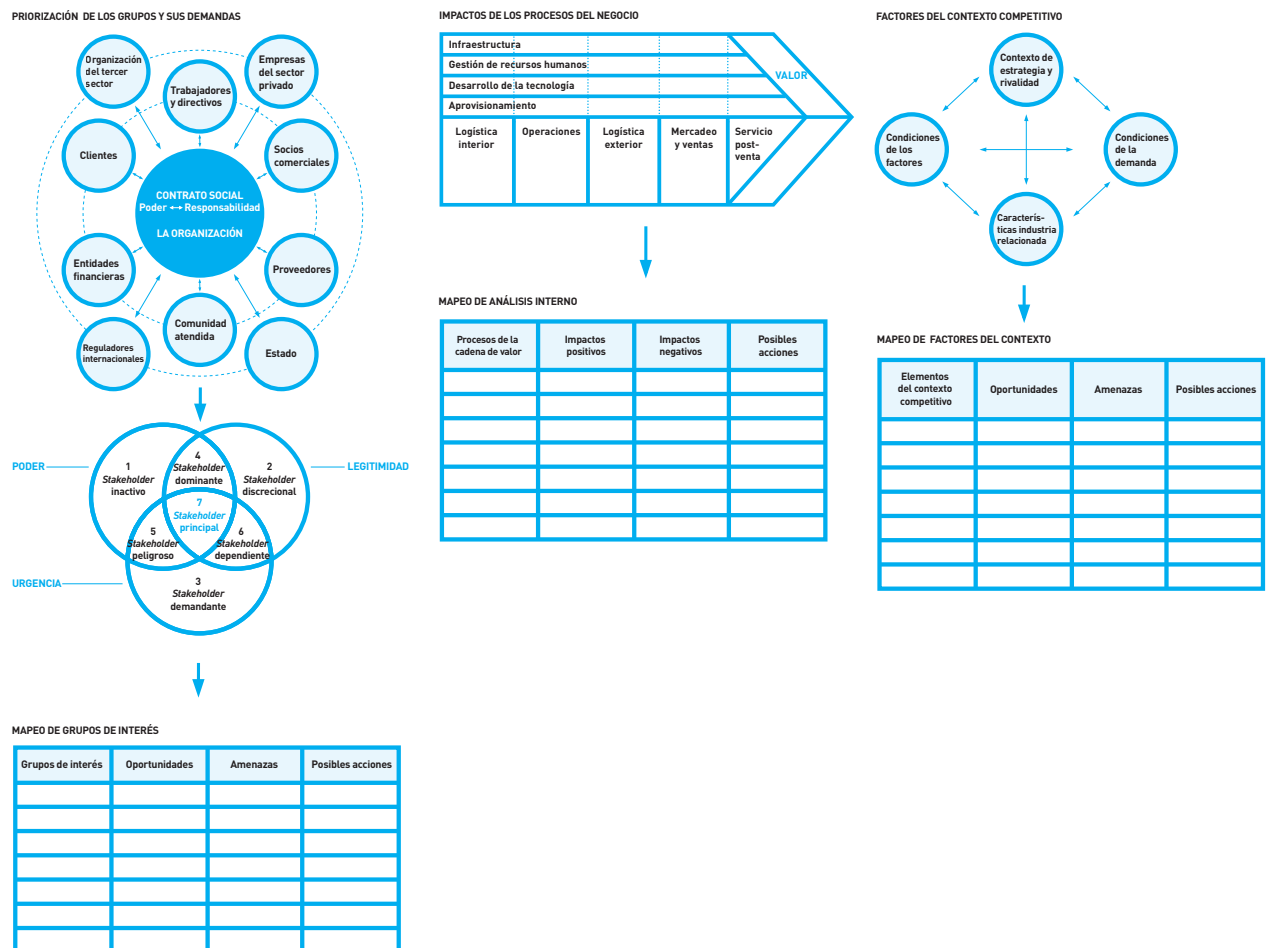 PRIORIZACIÓN DE LOS GRUPOS Y SUS DEMANDAS
Organización
del tercer
sector
Empresas
del sector
privado
Trabajadores
y directivos
Clientes
Socios
comerciales
CONTRATO SOCIAL
Poder ↔ Responsabilidad
LA ORGANIZACIÓN
Entidades
financieras
Proveedores
Comunidad
atendida
Reguladores
internacionales
Estado
PODER
LEGITIMIDAD
URGENCIA
1
Stakeholder
inactivo
4
Stakeholder
dominante
2
Stakeholder
discrecional
7
Stakeholder
principal
5
Stakeholder
peligroso
6
Stakeholder
dependiente
3
Stakeholder
demandante
MAPEO DE GRUPOS DE INTERÉS
Grupos de interés
Oportunidades
Amenazas
Posibles acciones
IMPACTOS DE LOS PROCESOS DEL NEGOCIO
Infraestructura
Gestión de recursos humanos
Desarrollo de la tecnología
Aprovisionamiento
VALOR
Logística
interior
Operaciones
Logística
exterior
Mercadeo
y ventas
Servicio
post-
venta
MAPEO DE ANÁLISIS INTERNO
Procesos de la
cadena de valor
Impactos
positivos
Impactos
negativos
Posibles
acciones
FACTORES DEL CONTEXTO COMPETITIVO
Contexto de
estrategia y
rivalidad
Condiciones
de los
factores
Condiciones
de la
demanda
Caracterís-
ticas industria
relacionada
MAPEO DE FACTORES DEL CONTEXTO
Elementos
del contexto
competitivo
Oportunidades
Amenazas
Posibles acciones